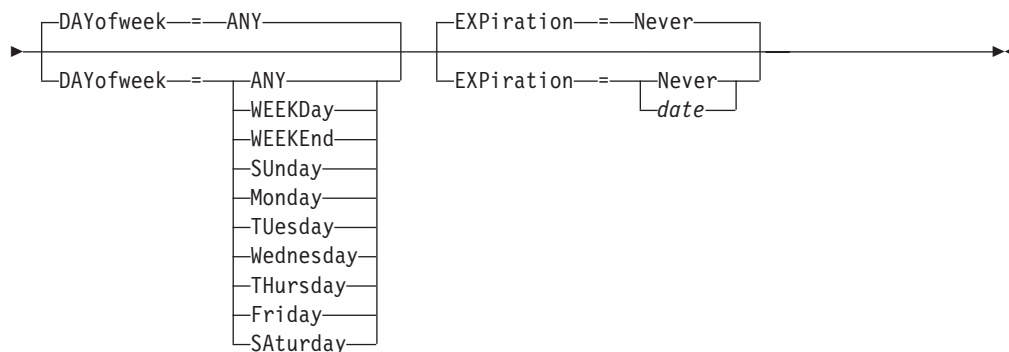 DAYofweek = ANY EXPiration = Never
DAYofweek = ANY EXPiration = Never
WEEKDay date
WEEKEnd
SUnday
Monday
TUesday
Wednesday
THursday
Friday
SAturday